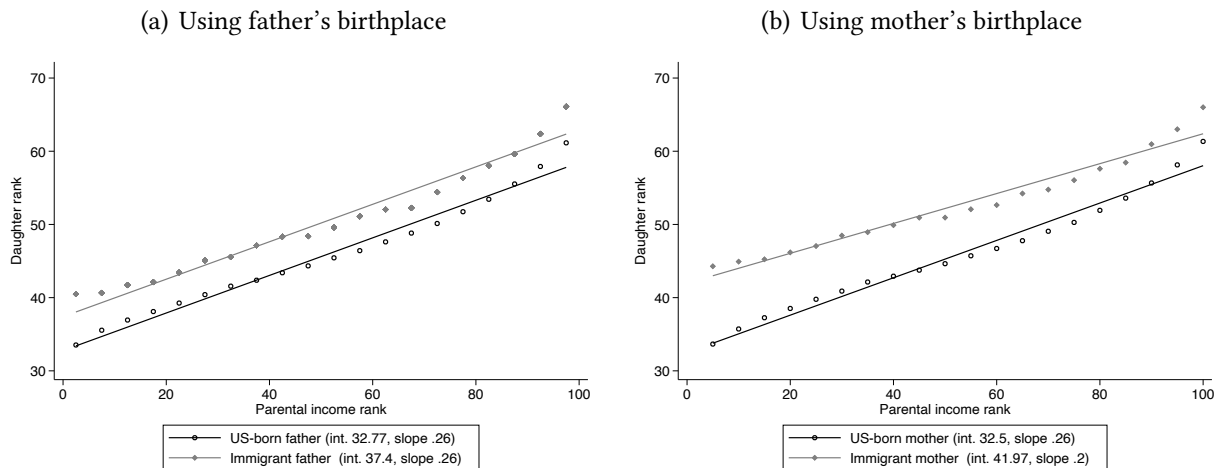 (a) Using father's birthplace
70
60
50
40
30
Daughter rank
0 20 40 60 80 100
Parental income rank
US-born father (int. 32.77, slope .26)
Immigrant father (int. 37.4, slope .26)
(b) Using mother's birthplace
70
60
50
40
30
Daughter rank
0 20 40 60 80 100
Parental income rank
US-born mother (int. 32.5, slope .26)
Immigrant mother (int. 41.97, slope .2)